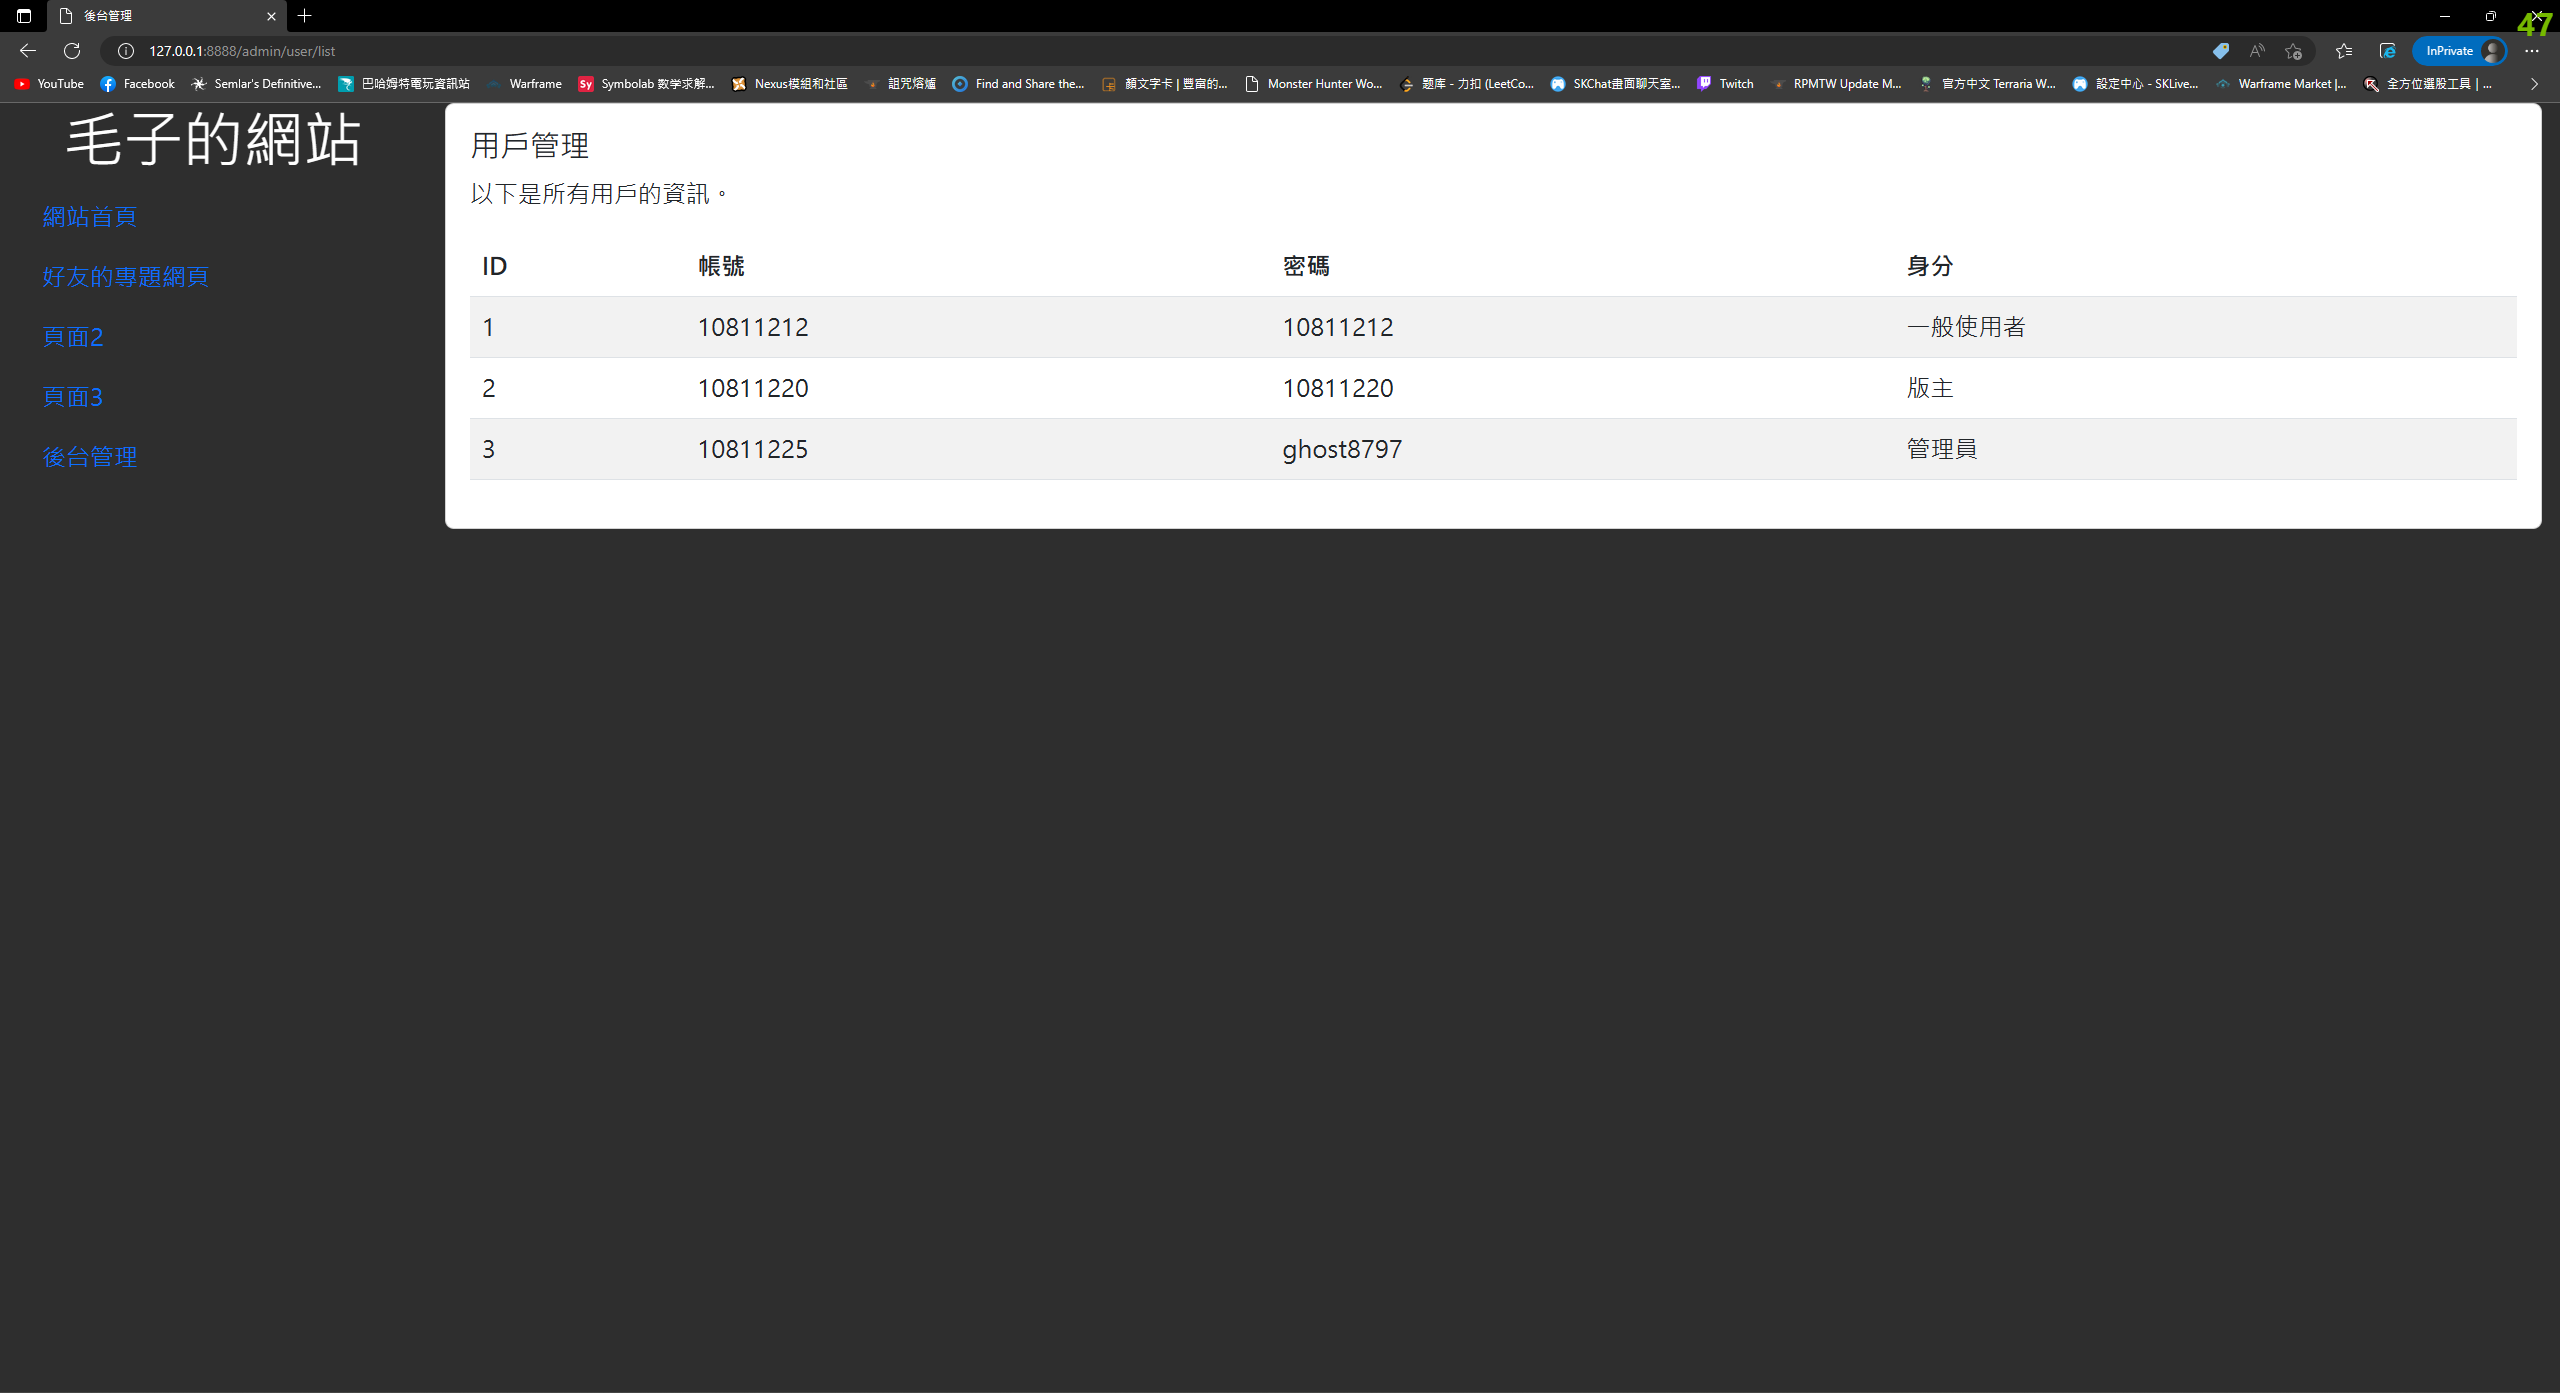 後台管理
47
127.0.0.1:8888/admin/user/list
InPrivate
YouTube Facebook Semlar's Definitive... 巴哈姆特電玩資訊站 Warframe Sy Symbolab 数学求解... Nexus模組和社區 詛咒熔爐 Find and Share the... 顏文字卡 | 豐富的... Monster Hunter Wo... 題库 - 力扣 (LeetCo... SKChat畫面聊天室... Twitch RPMTW Update M... 官方中文 Terraria W... 設定中心 - SKLive... Warframe Market |... 全方位選股工具 | ...
毛子的網站
網站首頁
好友的專題網頁
頁面2
頁面3
後台管理
用戶管理
以下是所有用戶的資訊。
ID 帳號 密碼 身分
1 10811212 10811212 一般使用者
2 10811220 10811220 版主
3 10811225 ghost8797 管理員